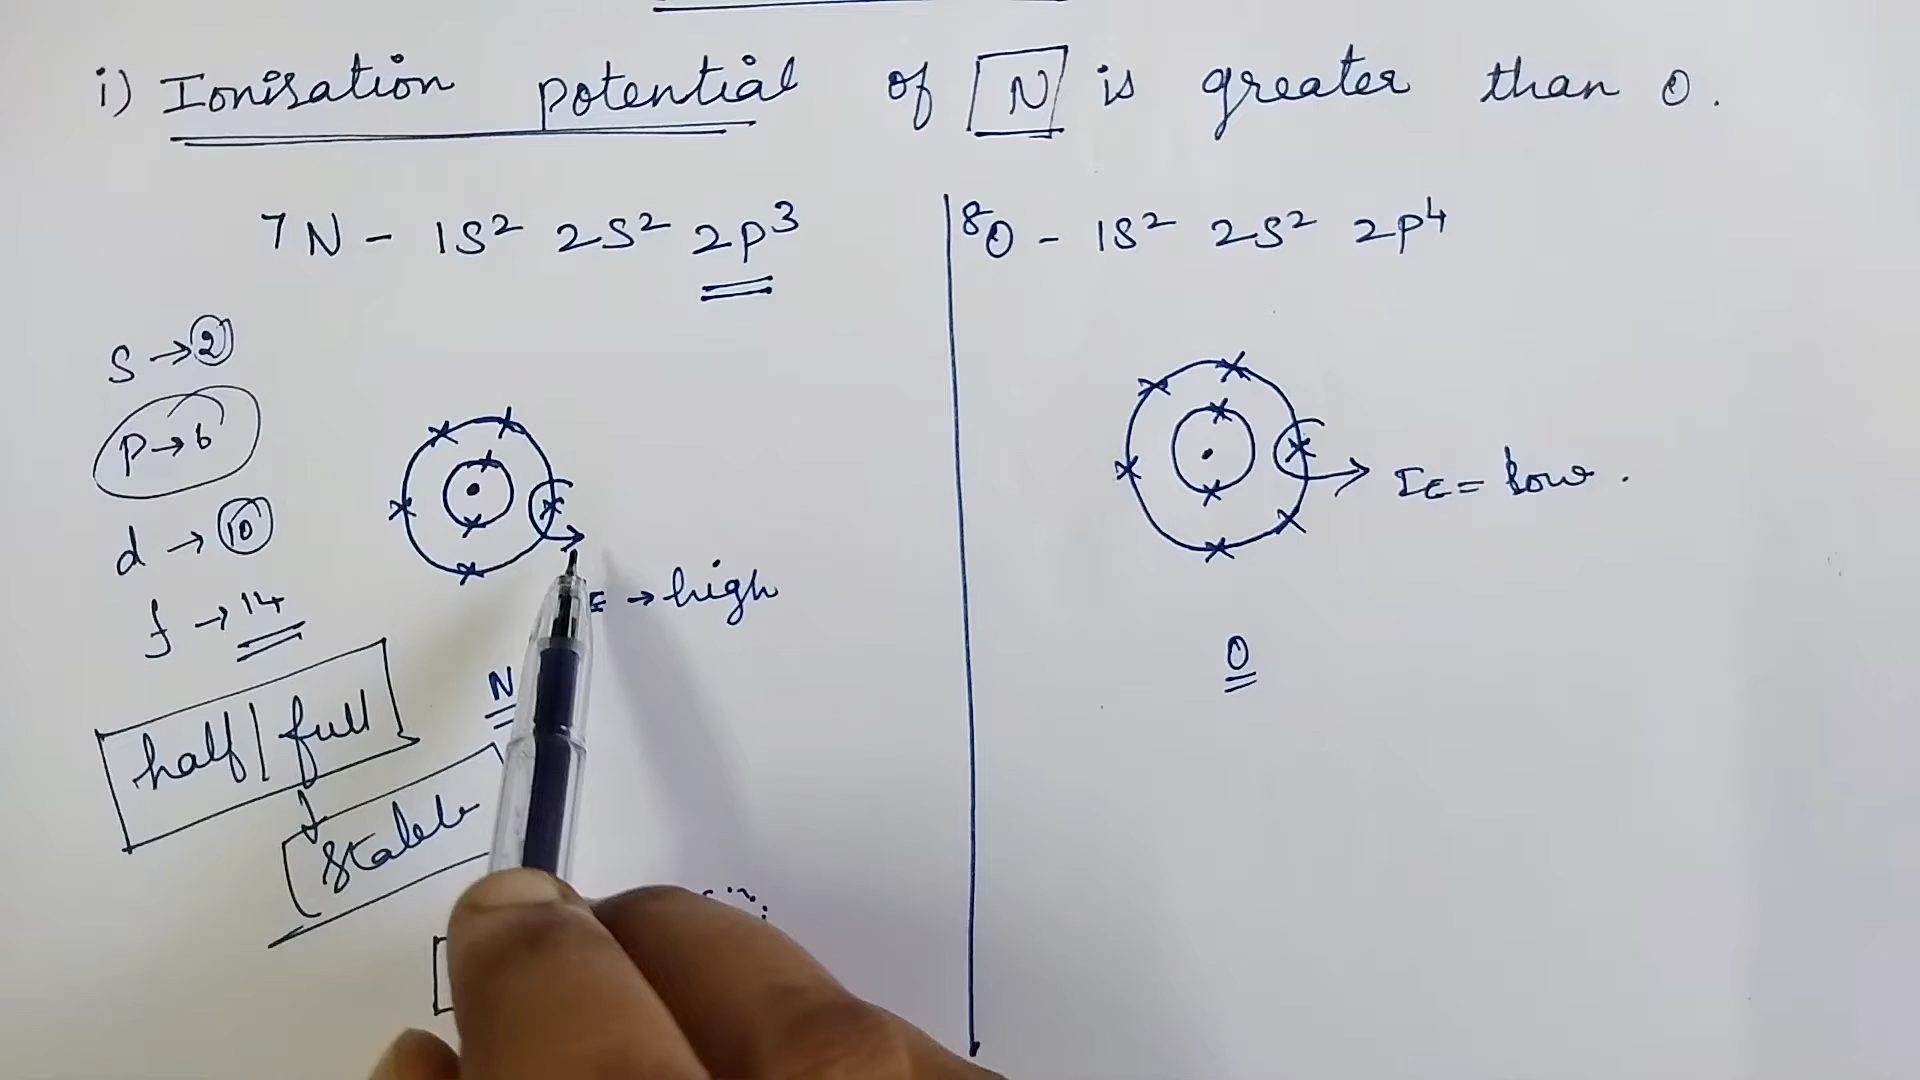 i) Ionisation potential of N is greater than O.
7N - 1S² 2S² 2P³
8O - 1S² 2S² 2P⁴
S → 2
P → 6
d → 10
f → 14
→ high
IE = low.
half | full
stable
N
O